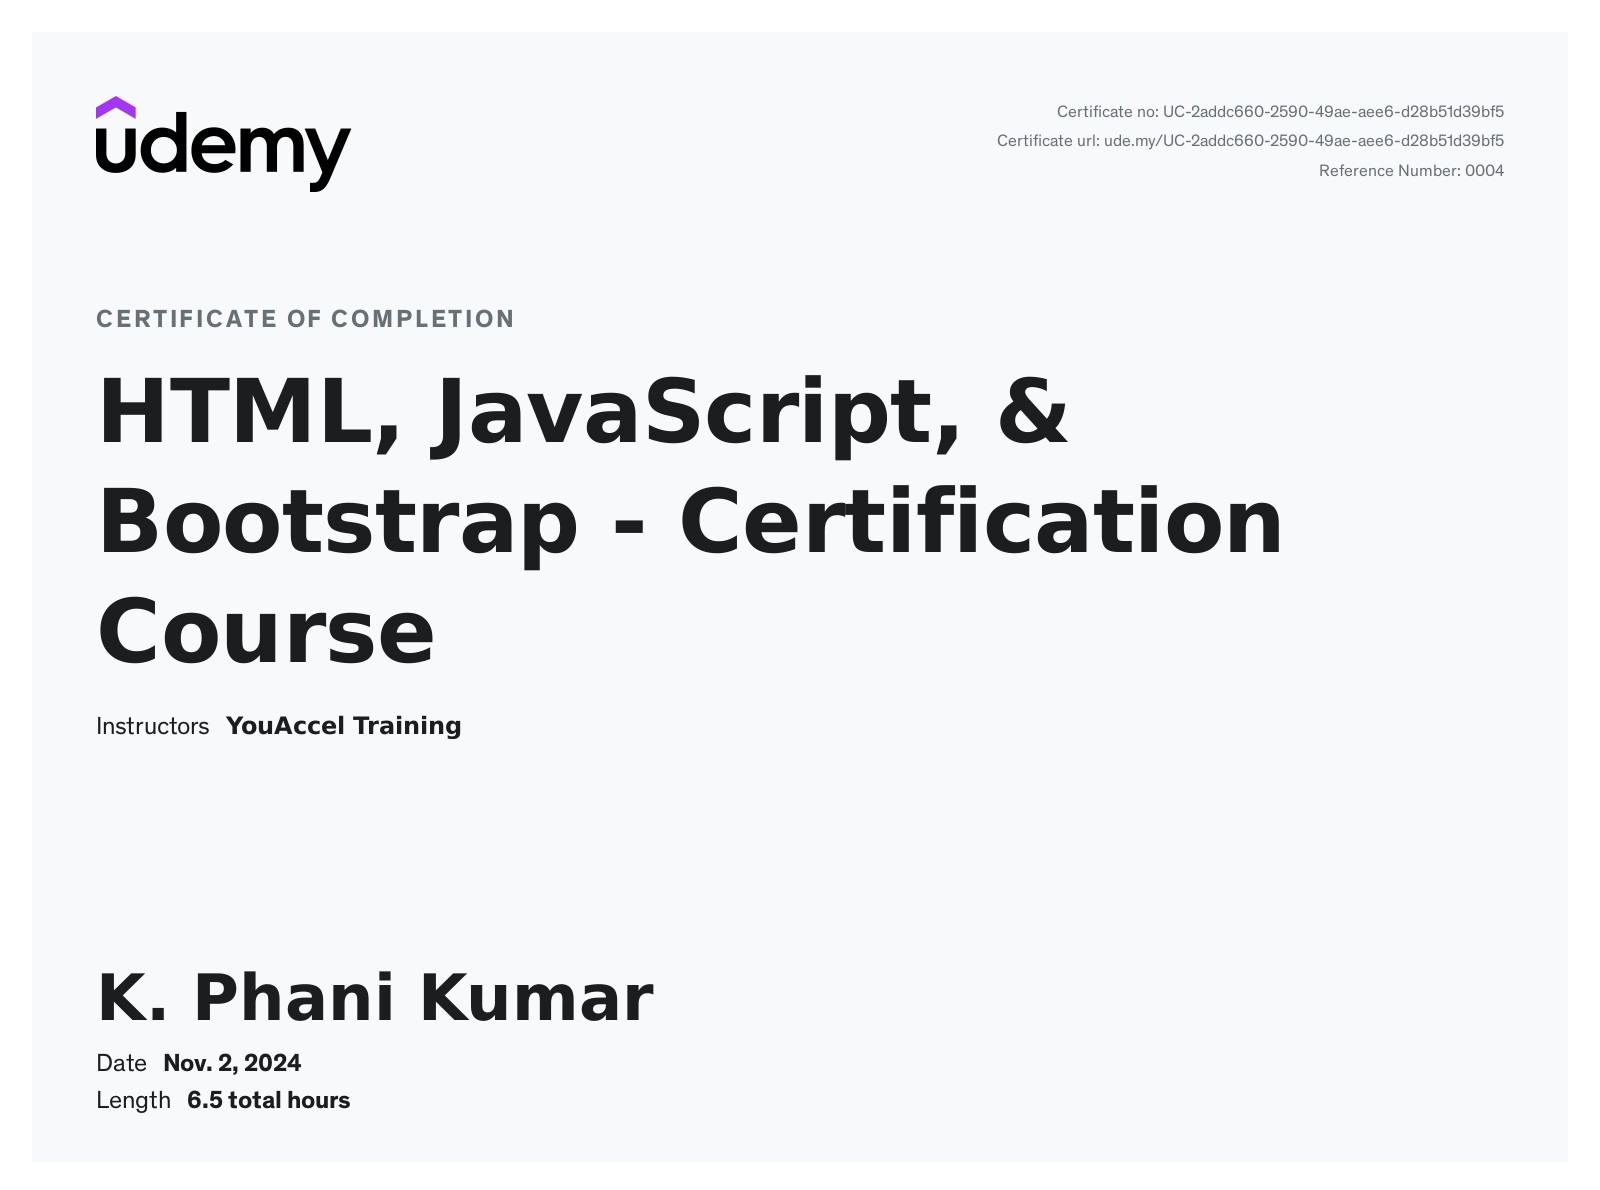 udemy
Certificate no: UC-2addc660-2590-49ae-aee6-d28b51d39bf5
Certificate url: ude.my/UC-2addc660-2590-49ae-aee6-d28b51d39bf5
Reference Number: 0004
CERTIFICATE OF COMPLETION
HTML, JavaScript, &
Bootstrap - Certification
Course
Instructors YouAccel Training
K. Phani Kumar
Date Nov. 2, 2024
Length 6.5 total hours